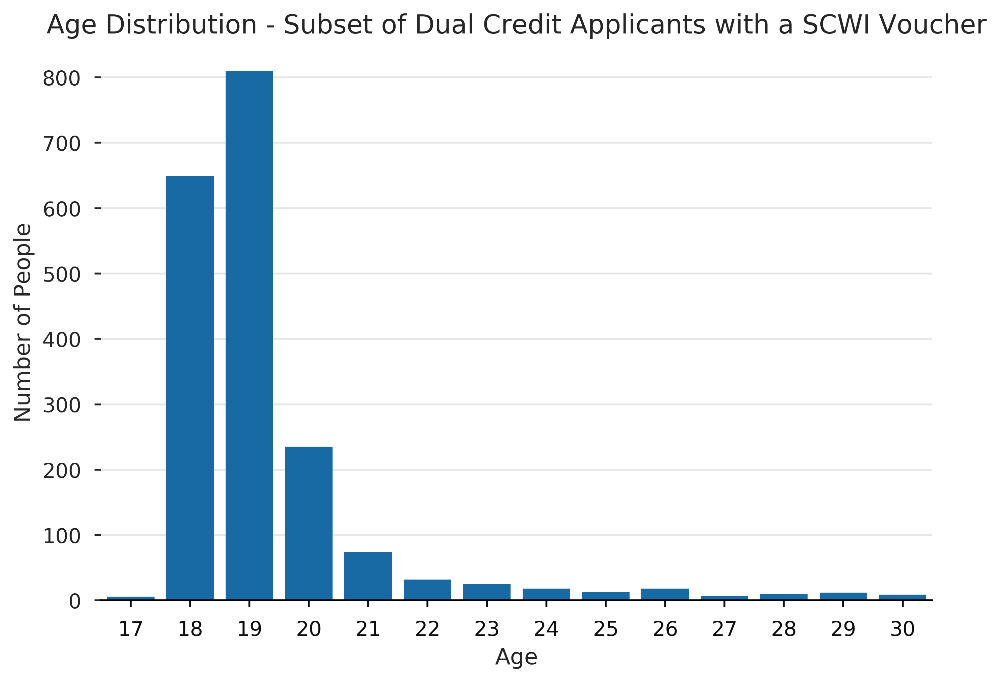 Age Distribution - Subset of Dual Credit Applicants with a SCWI Voucher
800
700
600
500
400
300
200
100
0
Number of People
17 18 19 20 21 22 23 24 25 26 27 28 29 30
Age